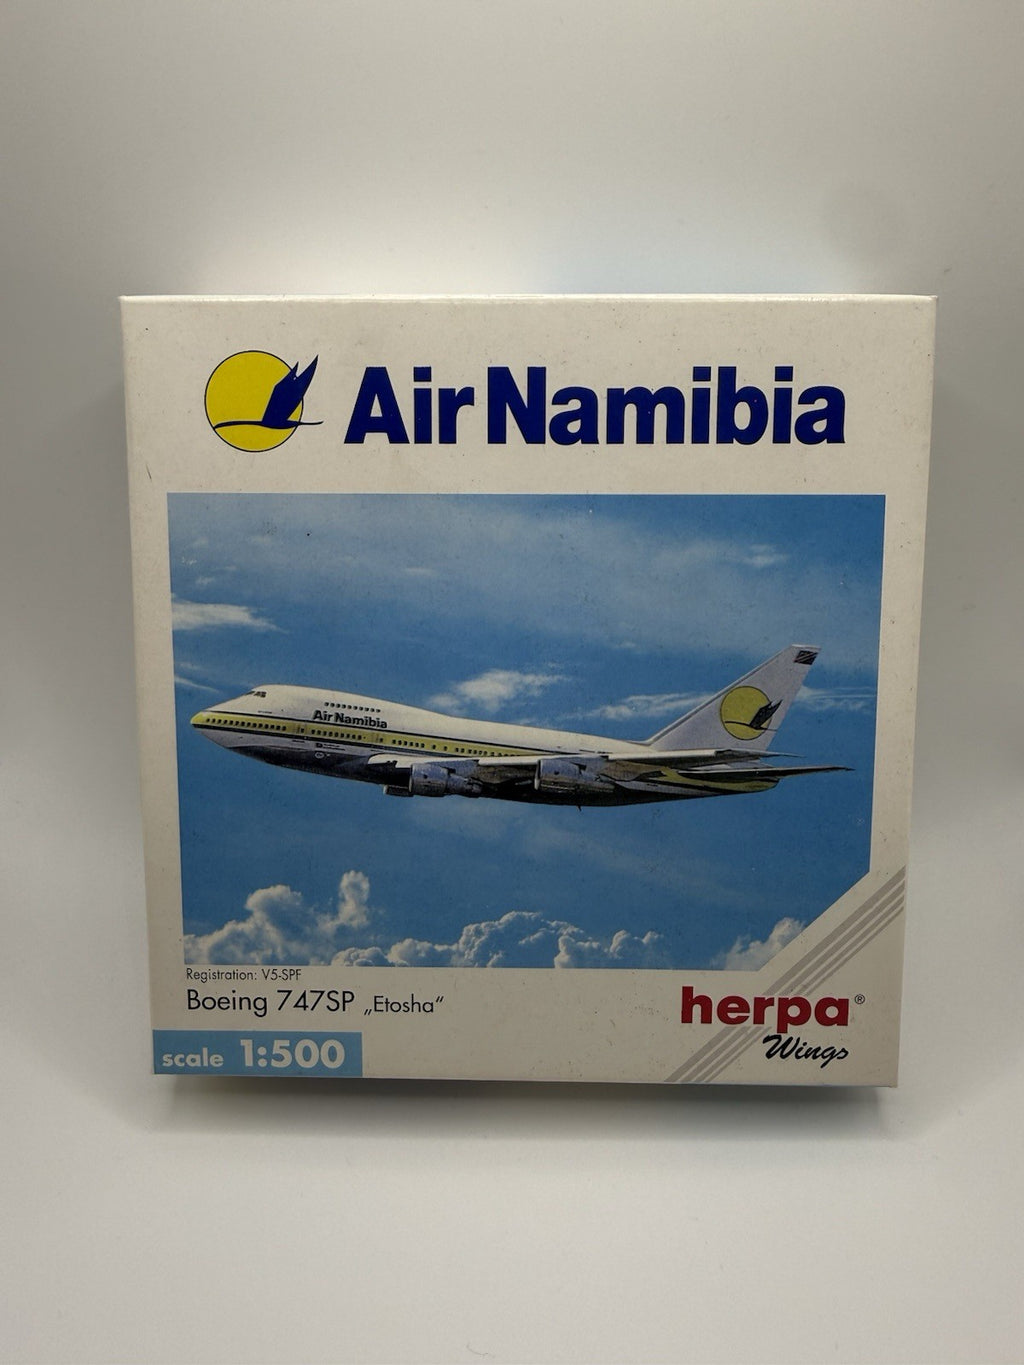 Air Namibia
Air Namibia
Registration: V5-SPF
Boeing 747SP „Etosha“
scale 1:500
herpa®
Wings